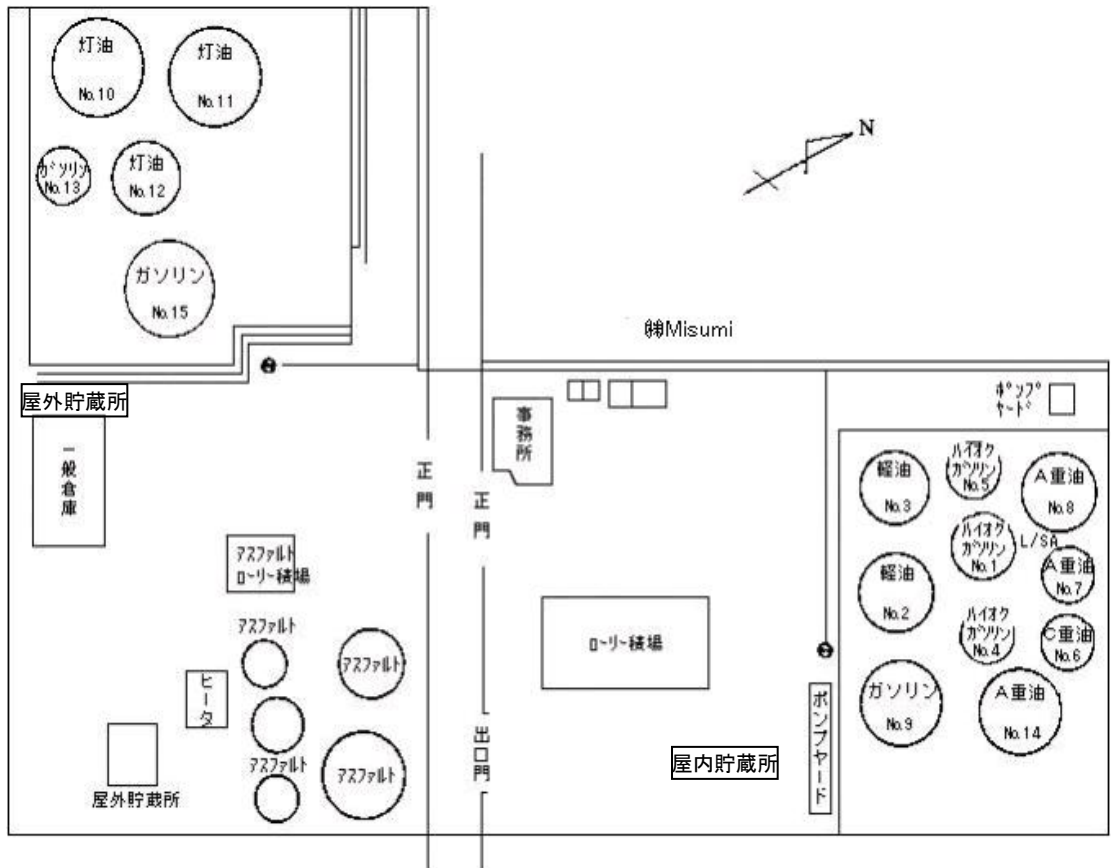 灯油
No.10
灯油
No.11
ガソリン
No.13
灯油
No.12
ガソリン
No.15
N
㈱Misumi
屋外貯蔵所
一般倉庫
事務所
正門
正門
ポンプ
ヤード
軽油
No.3
ハイオク
ガソリン
No.5
A重油
No.8
ハイオク
ガソリン
No.1
L/SA
A重油
No.7
軽油
No.2
ハイオク
ガソリン
No.4
C重油
No.6
ガソリン
No.9
A重油
No.14
アスファルト
ローリー積場
アスファルト
アスファルト
ローリー積場
ヒータ
アスファルト
アスファルト
出口門
屋内貯蔵所
ポンプヤード
屋外貯蔵所